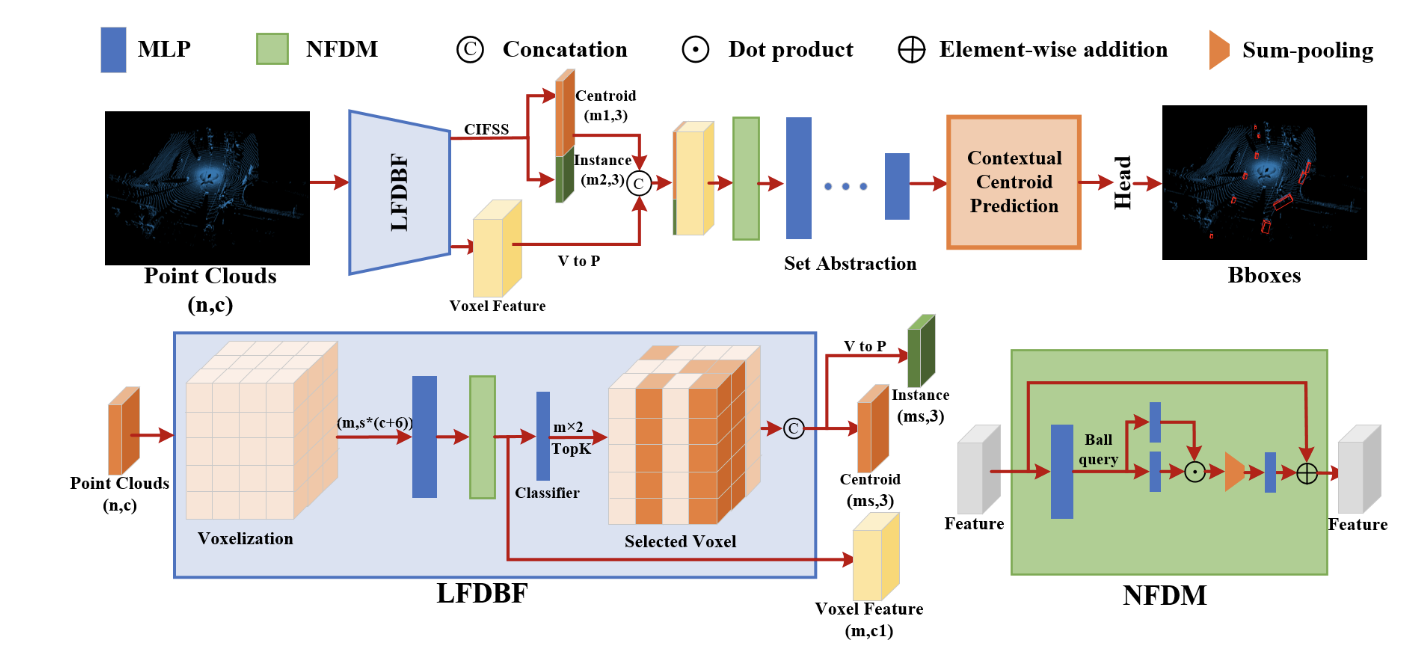 MLP
NFDM
C
Concatation
Dot product
Element-wise addition
Sum-pooling
Point Clouds
(n,c)
LFDBF
CIFSS
Centroid
(m1,3)
Instance
(m2,3)
C
V to P
Voxel Feature
Set Abstraction
Contextual
Centroid
Prediction
Head
Bboxes
Point Clouds
(n,c)
Voxelization
(m,s*(c+6))
Classifier
m×2
TopK
Selected Voxel
C
V to P
Instance
(ms,3)
Centroid
(ms,3)
Voxel Feature
(m,c1)
LFDBF
Feature
Ball
query
Feature
NFDM